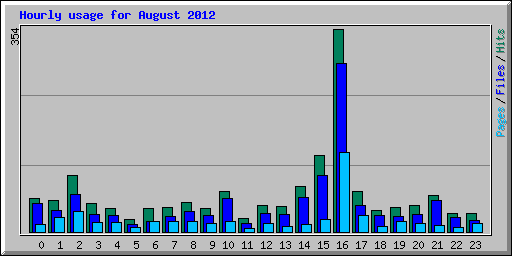 Hourly usage for August 2012
354
Pages/Files/Hits
0 1 2 3 4 5 6 7 8 9 10 11 12 13 14 15 16 17 18 19 20 21 22 23